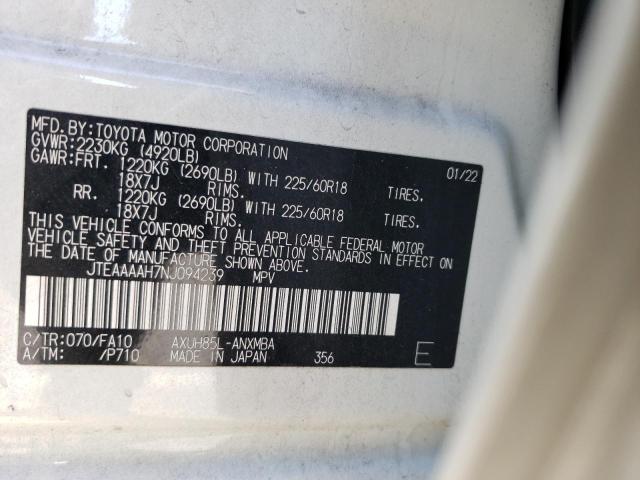 MFD.BY:TOYOTA MOTOR CORPORATION 01/22
GVWR:2230KG (4920LB)
GAWR:FRT. 1220KG (2690LB) WITH 225/60R18 TIRES.
18X7J RIMS.
RR. 1220KG (2690LB) WITH 225/60R18 TIRES.
18X7J RIMS.
THIS VEHICLE CONFORMS TO ALL APPLICABLE FEDERAL MOTOR
VEHICLE SAFETY AND THEFT PREVENTION STANDARDS IN EFFECT ON
THE DATE OF MANUFACTURE SHOWN ABOVE.
JTEAAAAH7NJ094239 MPV
C/TR:070/FA10 AXUH85L-ANXMBA
A/TM: /P710 MADE IN JAPAN 356 E